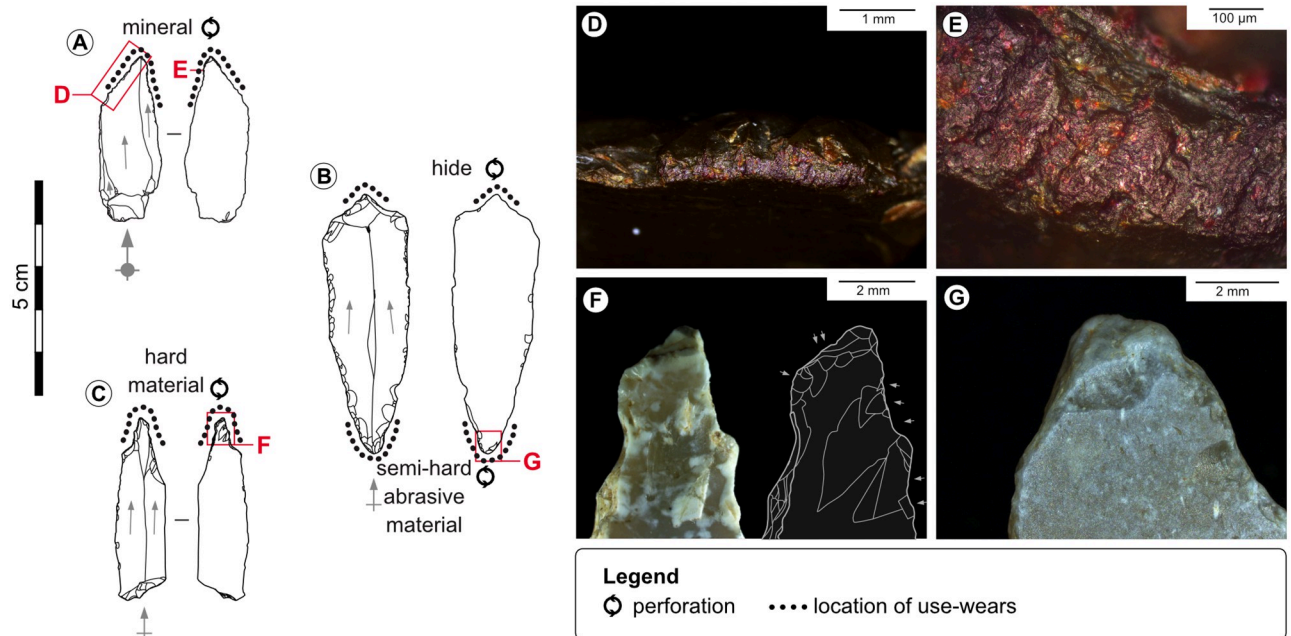 A
mineral
D
E
5 cm
B
hide
C
hard
material
F
G
semi-hard
abrasive
material
D
1 mm
E
100 µm
F
2 mm
G
2 mm
Legend
perforation
location of use-wears